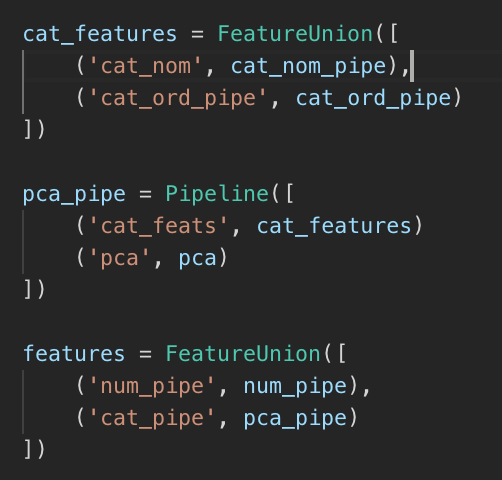 cat_features = FeatureUnion([
    ('cat_nom', cat_nom_pipe),
    ('cat_ord_pipe', cat_ord_pipe)
])
pca_pipe = Pipeline([
    ('cat_feats', cat_features)
    ('pca', pca)
])
features = FeatureUnion([
    ('num_pipe', num_pipe),
    ('cat_pipe', pca_pipe)
])